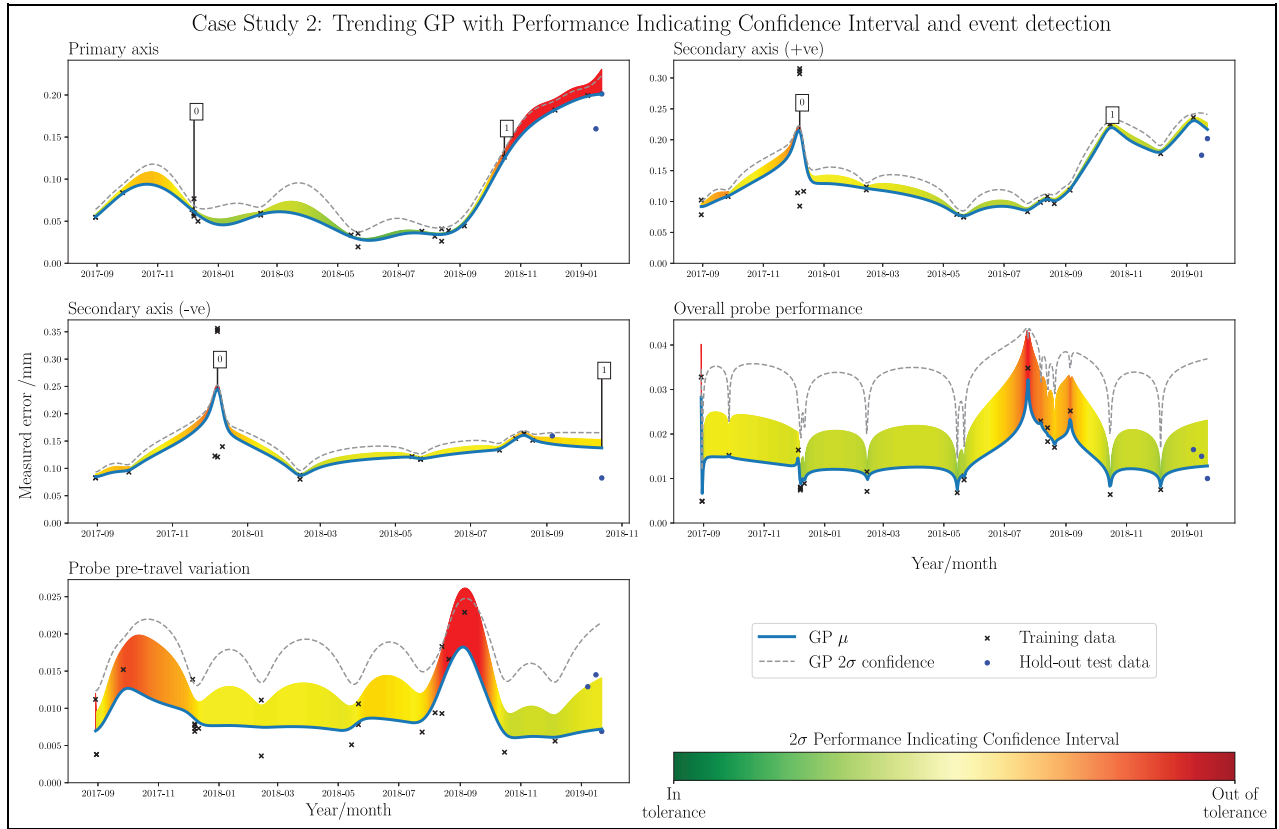 Case Study 2: Trending GP with Performance Indicating Confidence Interval and event detection
Primary axis
0.20
0.15
0.10
0.05
0.00
0
1
2017-09 2017-11 2018-01 2018-03 2018-05 2018-07 2018-09 2018-11 2019-01
Secondary axis (+ve)
0.30
0.25
0.20
0.15
0.10
0.05
0.00
0
1
2017-09 2017-11 2018-01 2018-03 2018-05 2018-07 2018-09 2018-11 2019-01
Secondary axis (-ve)
Measured error /mm
0.35
0.30
0.25
0.20
0.15
0.10
0.05
0.00
0
1
2017-09 2017-11 2018-01 2018-03 2018-05 2018-07 2018-09 2018-11
Overall probe performance
0.04
0.03
0.02
0.01
0.00
2017-09 2017-11 2018-01 2018-03 2018-05 2018-07 2018-09 2018-11 2019-01
Year/month
Probe pre-travel variation
0.025
0.020
0.015
0.010
0.005
0.000
2017-09 2017-11 2018-01 2018-03 2018-05 2018-07 2018-09 2018-11 2019-01
Year/month
GP μ
GP 2σ confidence
Training data
Hold-out test data
2σ Performance Indicating Confidence Interval
In
tolerance
Out of
tolerance